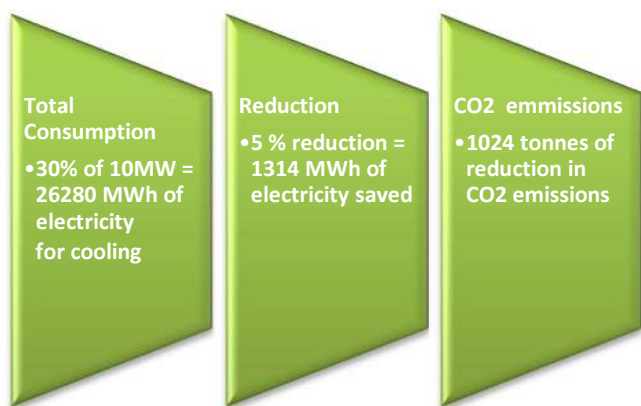 Total
Consumption
•30% of 10MW =
26280 MWh of
electricity
for cooling
Reduction
•5 % reduction =
1314 MWh of
electricity saved
CO2 emmissions
•1024 tonnes of
reduction in
CO2 emissions